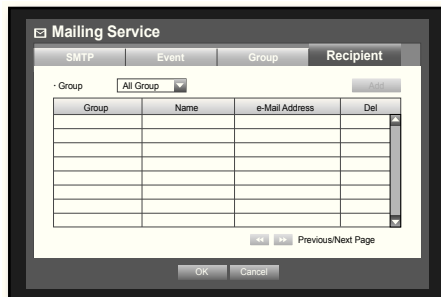 Mailing Service
SMTP Event Group Recipient
· Group All Group Add
Group Name e-Mail Address Del
Previous/Next Page
OK Cancel